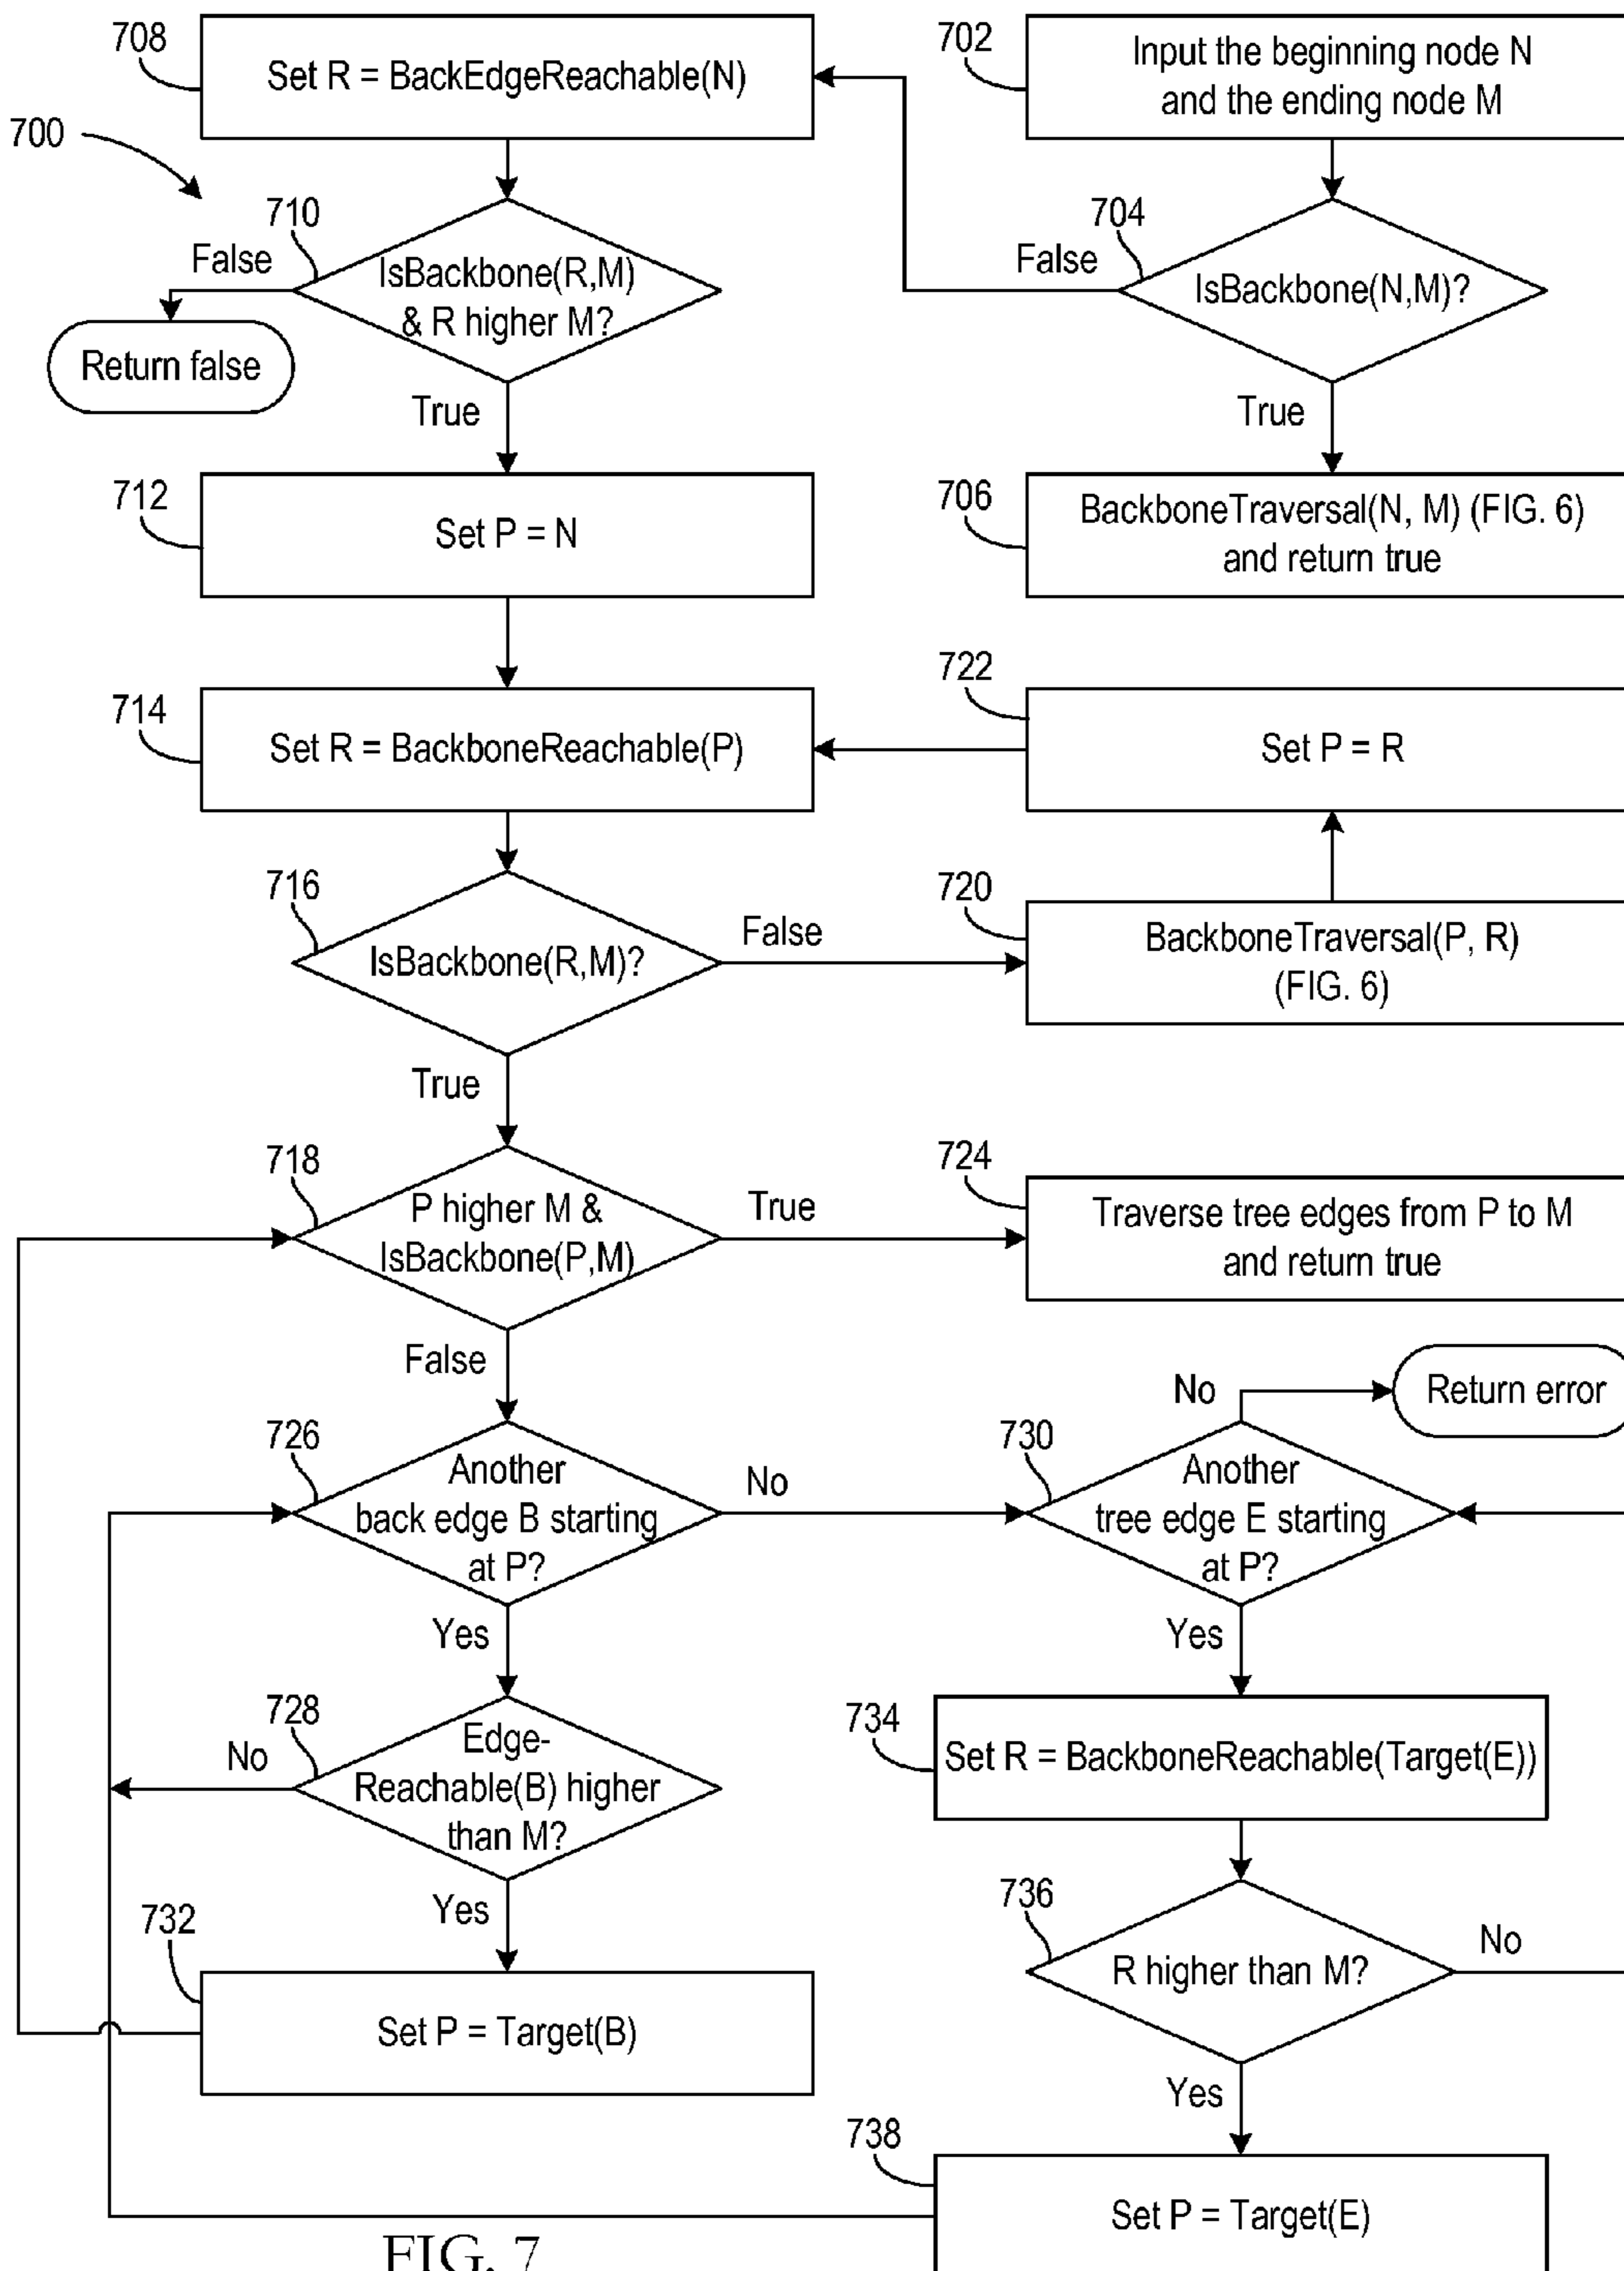 708
Set R = BackEdgeReachable(N)
702
Input the beginning node N
and the ending node M
700
710
False
IsBackbone(R,M)
& R higher M?
Return false
True
704
False
IsBackbone(N,M)?
True
712
Set P = N
706
BackboneTraversal(N, M) (FIG. 6)
and return true
714
Set R = BackboneReachable(P)
722
Set P = R
716
IsBackbone(R,M)?
False
True
720
BackboneTraversal(P, R)
(FIG. 6)
718
P higher M &
IsBackbone(P,M)
True
False
724
Traverse tree edges from P to M
and return true
No
Return error
726
Another
back edge B starting
at P?
No
Yes
730
Another
tree edge E starting
at P?
Yes
728
No
Edge-
Reachable(B) higher
than M?
Yes
734
Set R = BackboneReachable(Target(E))
732
Set P = Target(B)
736
R higher than M?
No
Yes
738
Set P = Target(E)
FIG. 7